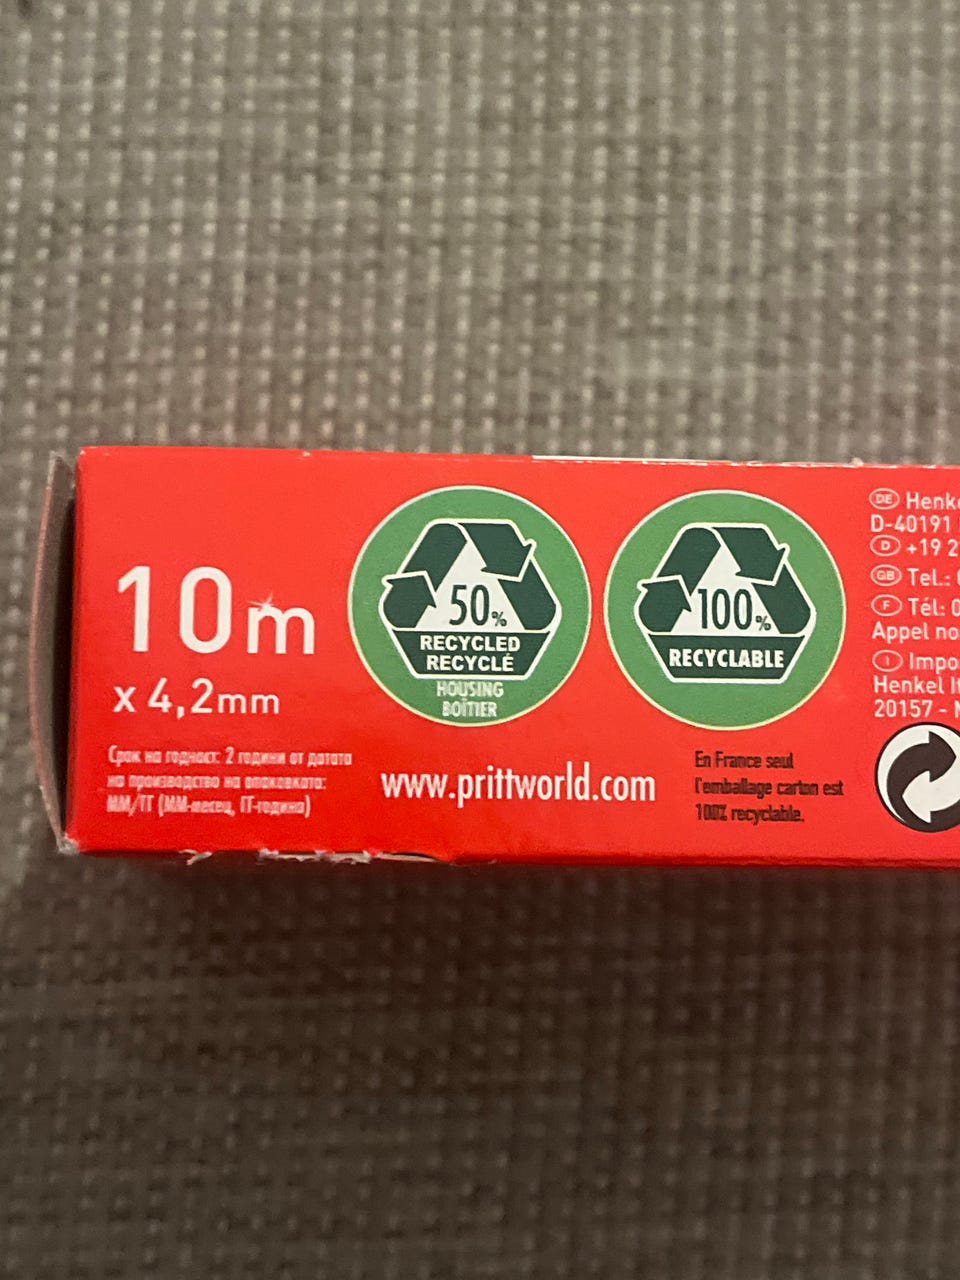 10m
x 4,2mm
Срок на годност: 2 години от датата
на производство на опаковката:
ММ/ГГ (ММ-месец, ГГ-година)
50%
RECYCLED
RECYCLÉ
HOUSING
BOÎTIER
100%
RECYCLABLE
www.prittworld.com
En France seul
l'emballage carton est
100% recyclable.
DE Henke
D-40191
D +19 2
GB Tel.:
F Tél: 0
Appel no
I Impo
Henkel It
20157 -